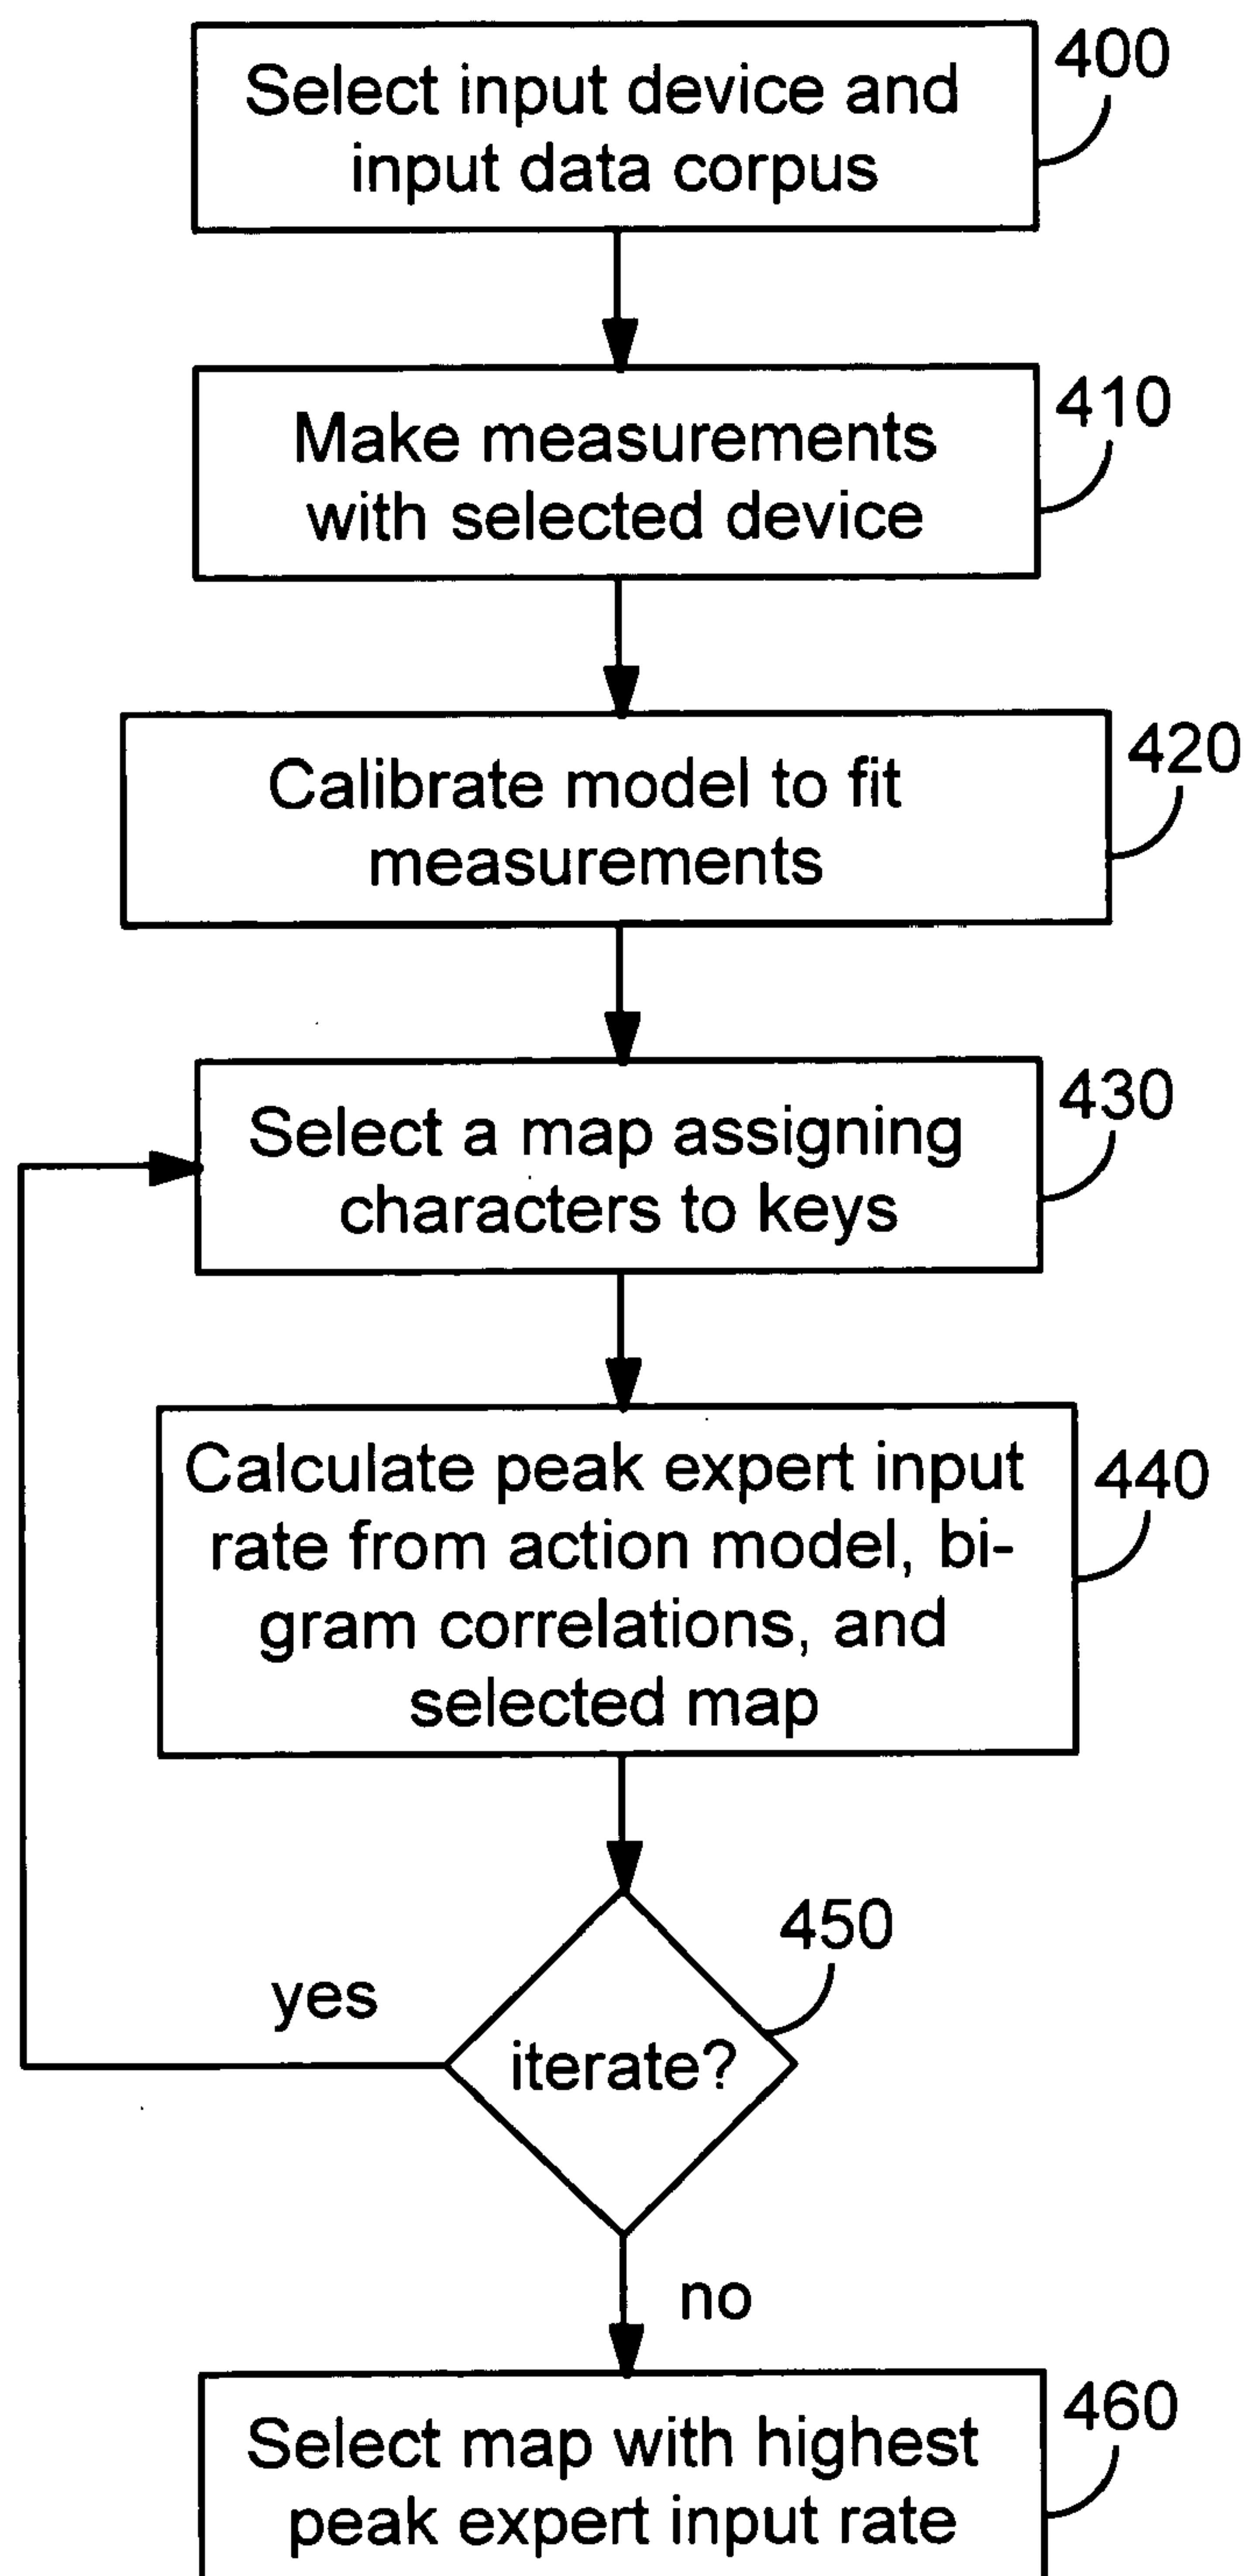 400
Select input device and
input data corpus
410
Make measurements
with selected device
420
Calibrate model to fit
measurements
430
Select a map assigning
characters to keys
440
Calculate peak expert input
rate from action model, bi-
gram correlations, and
selected map
450
yes
iterate?
no
460
Select map with highest
peak expert input rate